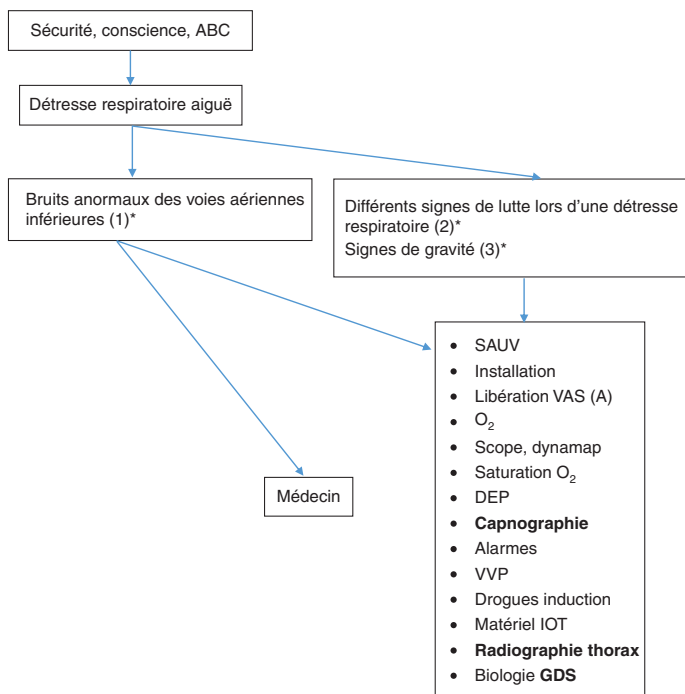 Sécurité, conscience, ABC
Détresse respiratoire aiguë
Bruits anormaux des voies aériennes
inférieures (1)*
Différents signes de lutte lors d’une détresse
respiratoire (2)*
Signes de gravité (3)*
Médecin
• SAUV
• Installation
• Libération VAS (A)
• O₂
• Scope, dynamap
• Saturation O₂
• DEP
• Capnographie
• Alarmes
• VVP
• Drogues induction
• Matériel IOT
• Radiographie thorax
• Biologie GDS